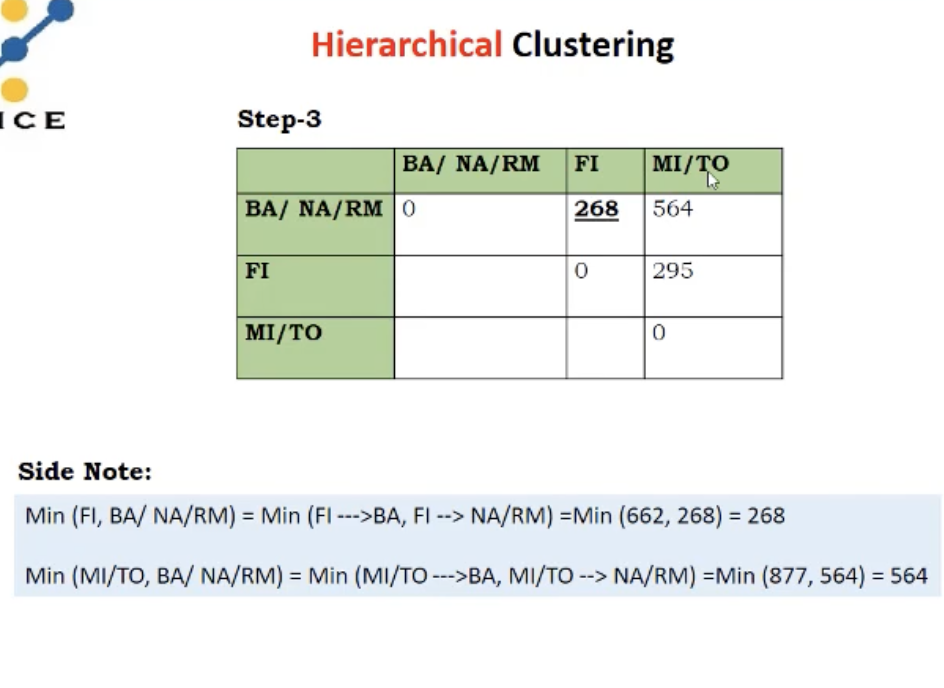 Hierarchical Clustering
ICE
Step-3
BA/ NA/RM FI MI/TO
BA/ NA/RM 0 268 564
FI 0 295
MI/TO 0
Side Note:
Min (FI, BA/ NA/RM) = Min (FI --->BA, FI --> NA/RM) =Min (662, 268) = 268
Min (MI/TO, BA/ NA/RM) = Min (MI/TO --->BA, MI/TO --> NA/RM) =Min (877, 564) = 564